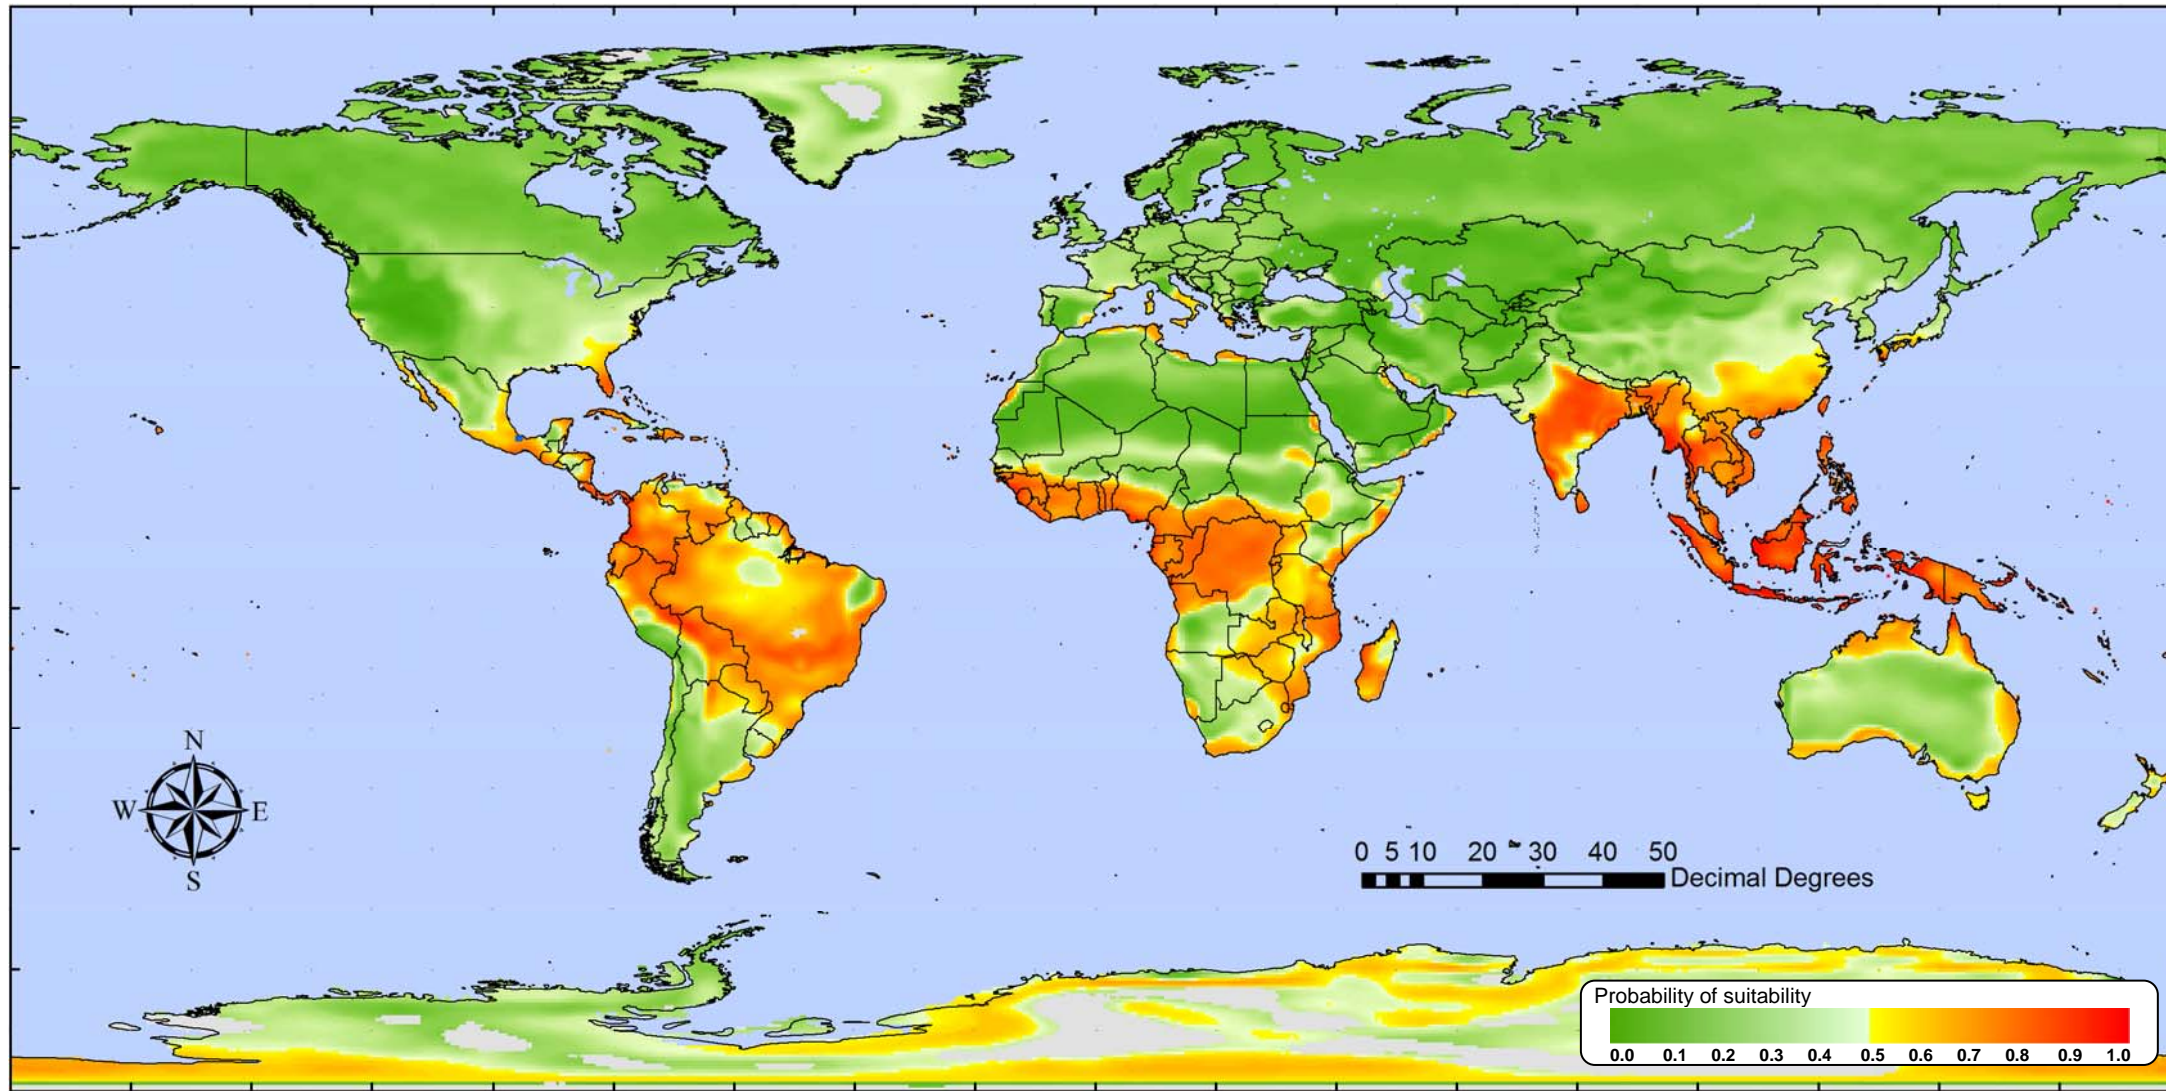 N
W E
S
0 5 10 20 30 40 50
Decimal Degrees
Probability of suitability
0.0 0.1 0.2 0.3 0.4 0.5 0.6 0.7 0.8 0.9 1.0